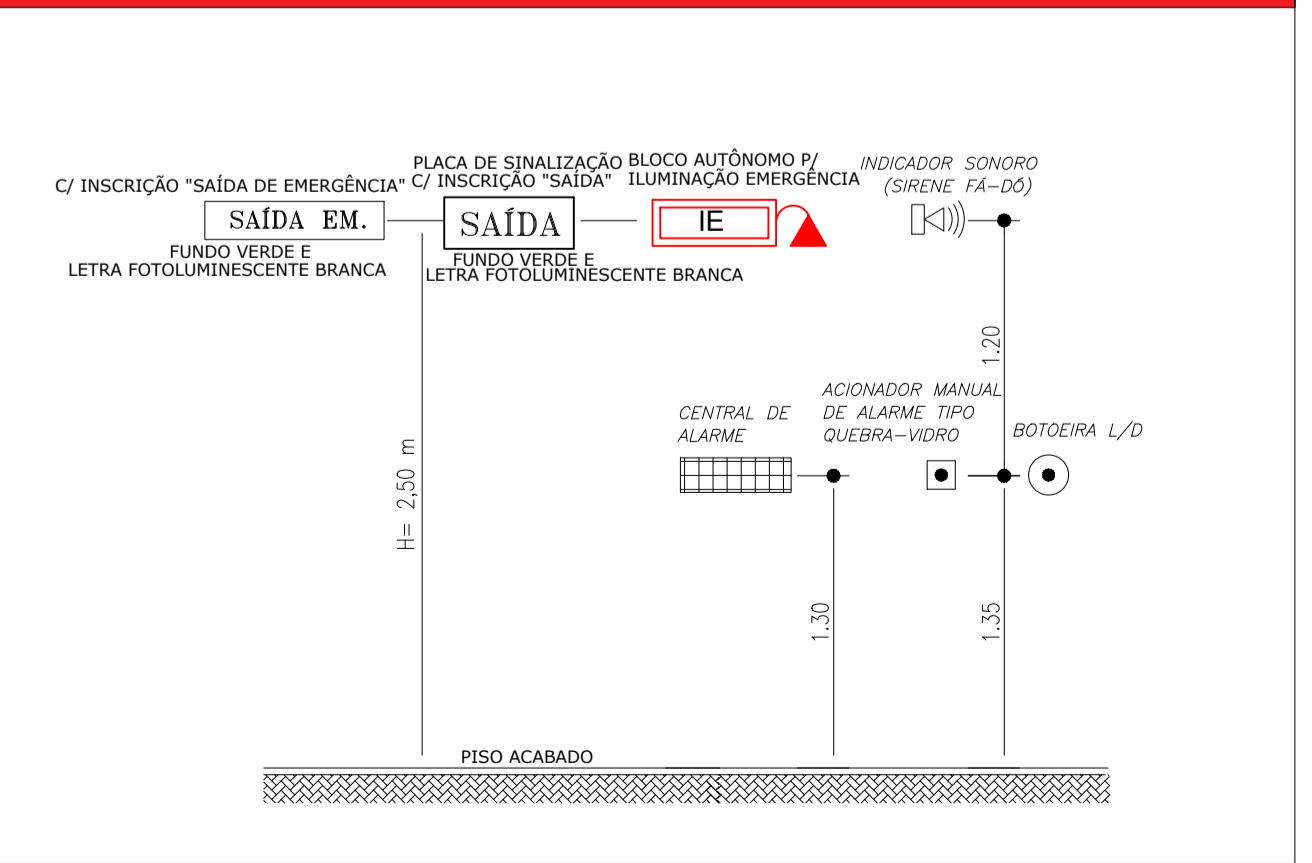 C/ INSCRIÇÃO "SAÍDA DE EMERGÊNCIA"
SAÍDA EM.
FUNDO VERDE E
LETRA FOTOLUMINESCENTE BRANCA
PLACA DE SINALIZAÇÃO
C/ INSCRIÇÃO "SAÍDA"
SAÍDA
FUNDO VERDE E
LETRA FOTOLUMINESCENTE BRANCA
BLOCO AUTÔNOMO P/
ILUMINAÇÃO EMERGÊNCIA
IE
INDICADOR SONORO
(SIRENE FÁ-DÓ)
1.20
CENTRAL DE
ALARME
ACIONADOR MANUAL
DE ALARME TIPO
QUEBRA-VIDRO
BOTOEIRA L/D
H= 2,50 m
1.30
1.35
PISO ACABADO